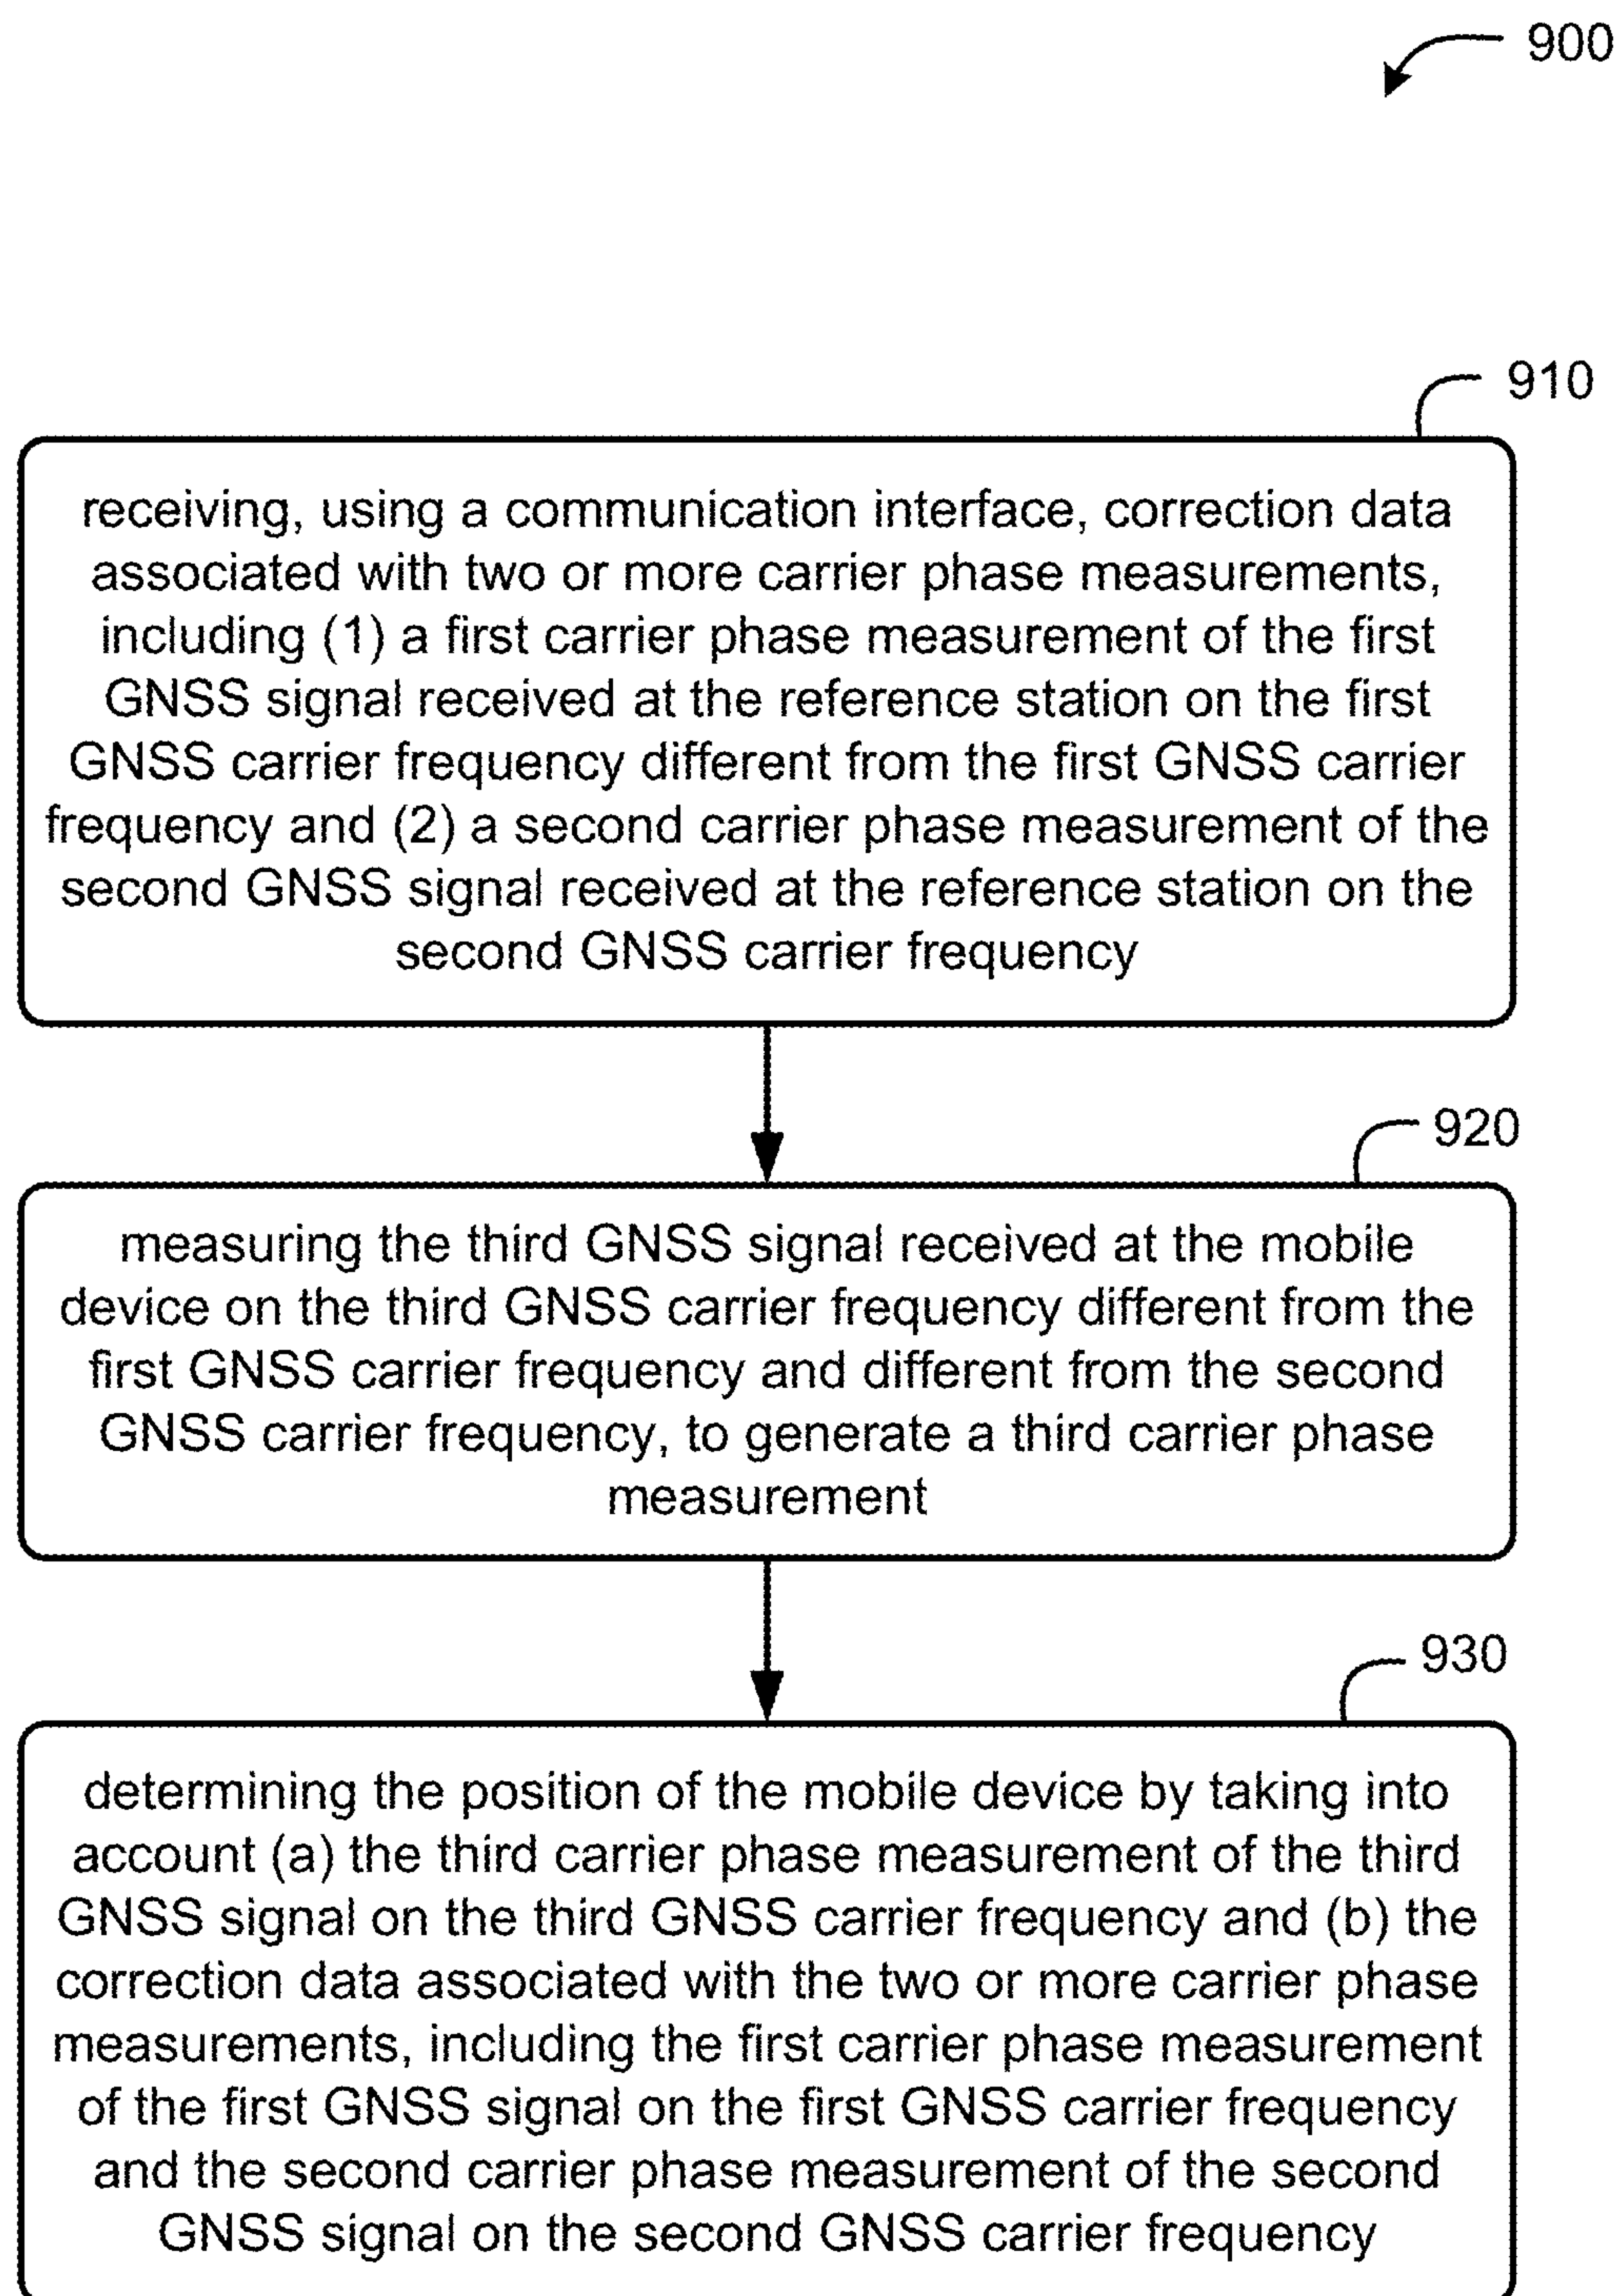 900
910
receiving, using a communication interface, correction data
associated with two or more carrier phase measurements,
including (1) a first carrier phase measurement of the first
GNSS signal received at the reference station on the first
GNSS carrier frequency different from the first GNSS carrier
frequency and (2) a second carrier phase measurement of the
second GNSS signal received at the reference station on the
second GNSS carrier frequency
920
measuring the third GNSS signal received at the mobile
device on the third GNSS carrier frequency different from the
first GNSS carrier frequency and different from the second
GNSS carrier frequency, to generate a third carrier phase
measurement
930
determining the position of the mobile device by taking into
account (a) the third carrier phase measurement of the third
GNSS signal on the third GNSS carrier frequency and (b) the
correction data associated with the two or more carrier phase
measurements, including the first carrier phase measurement
of the first GNSS signal on the first GNSS carrier frequency
and the second carrier phase measurement of the second
GNSS signal on the second GNSS carrier frequency